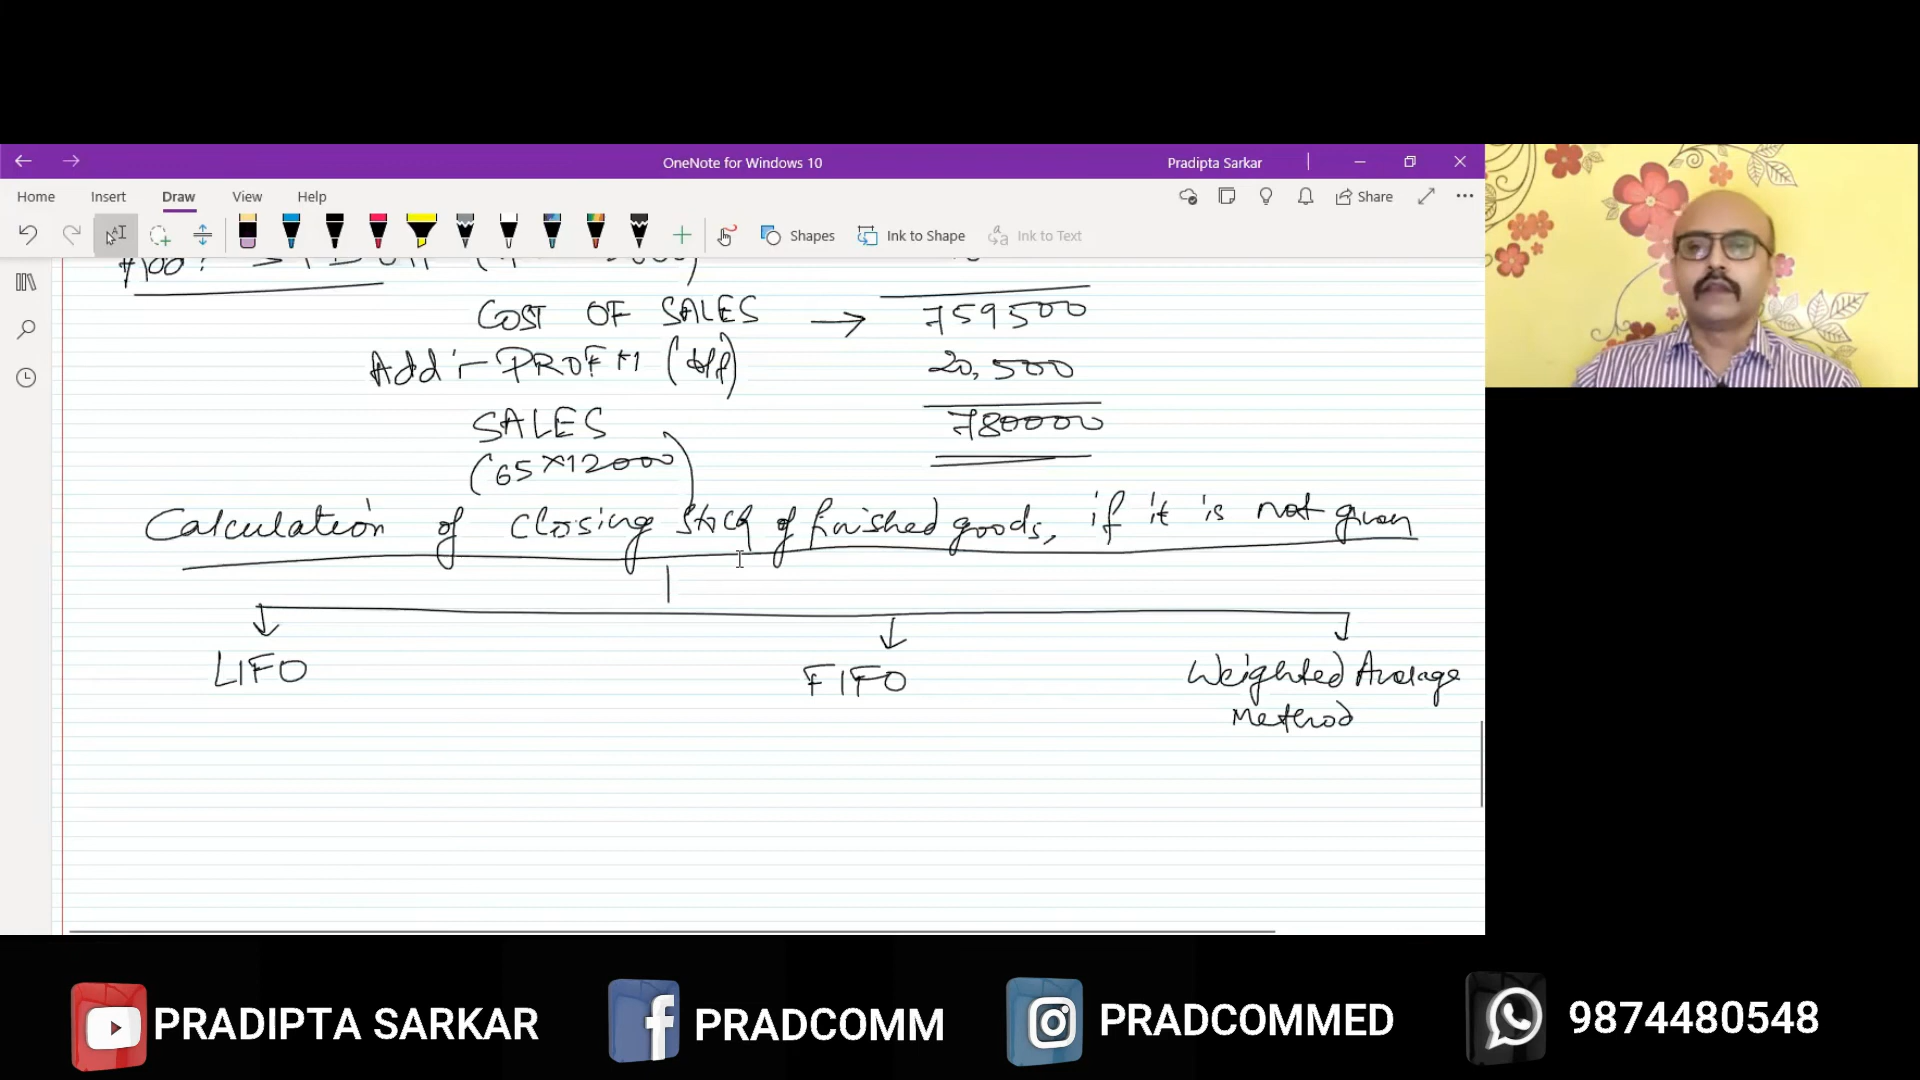 OneNote for Windows 10
Pradipta Sarkar
Home Insert Draw View Help
Share
Shapes
Ink to Shape
Ink to Text
COST OF SALES → 759500
Add :- PROFIT (b/f) 20,500
SALES 780000
(65×12000)
Calculation of closing stock of finished goods, if it is not given
LIFO
FIFO
Weighted Average
Method
PRADIPTA SARKAR
PRADCOMM
PRADCOMMED
9874480548